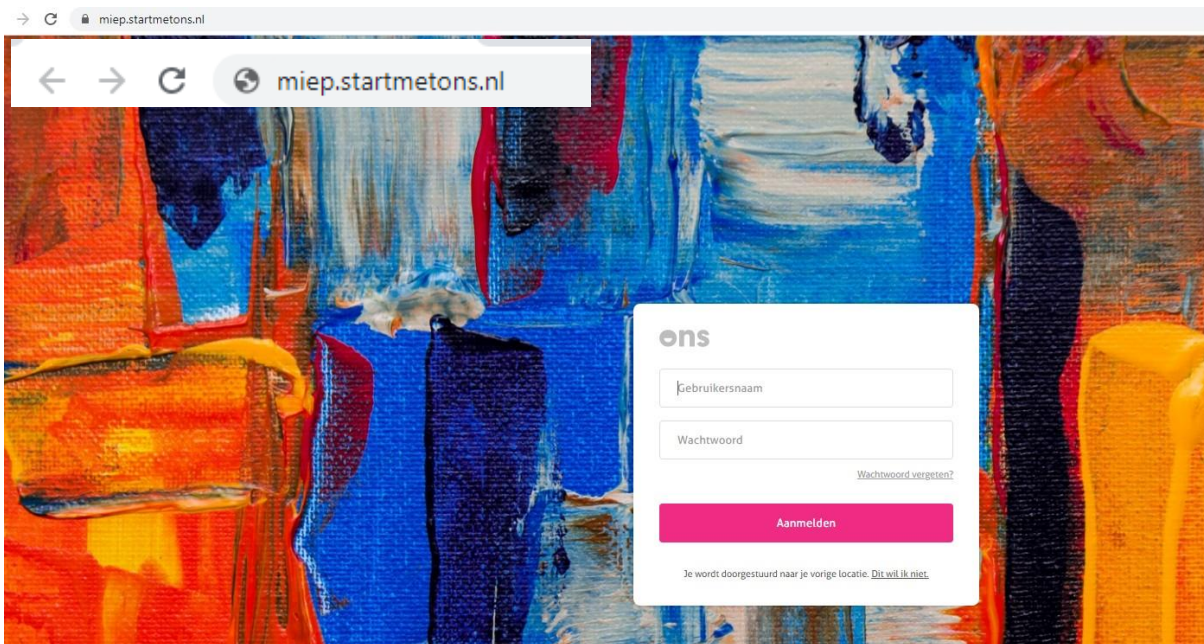 miep.startmetons.nl
miep.startmetons.nl
ons
Gebruikersnaam
Wachtwoord
Wachtwoord vergeten?
Aanmelden
Je wordt doorgestuurd naar je vorige locatie. Dit wil ik niet.